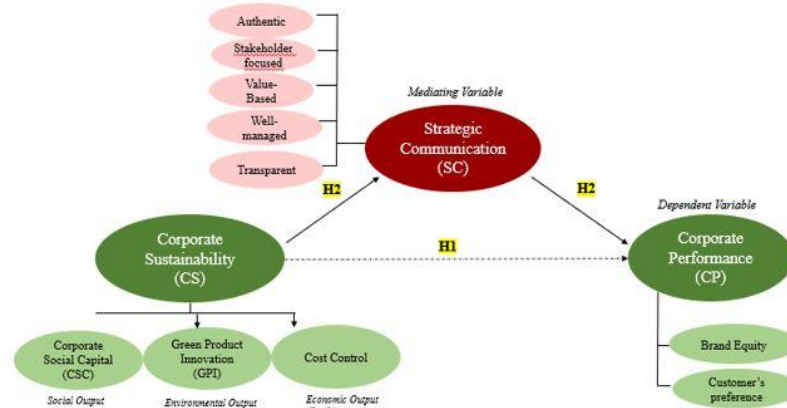 Authentic
Stakeholder
focused
Value-
Based
Well-
managed
Transparent
Mediating Variable
Strategic
Communication
(SC)
H2
H2
Dependent Variable
Corporate
Sustainability
(CS)
H1
Corporate
Performance
(CP)
Corporate
Social Capital
(CSC)
Green Product
Innovation
(GPI)
Cost Control
Brand Equity
Customer's
preference
Social Output
Environmental Output
Economic Output